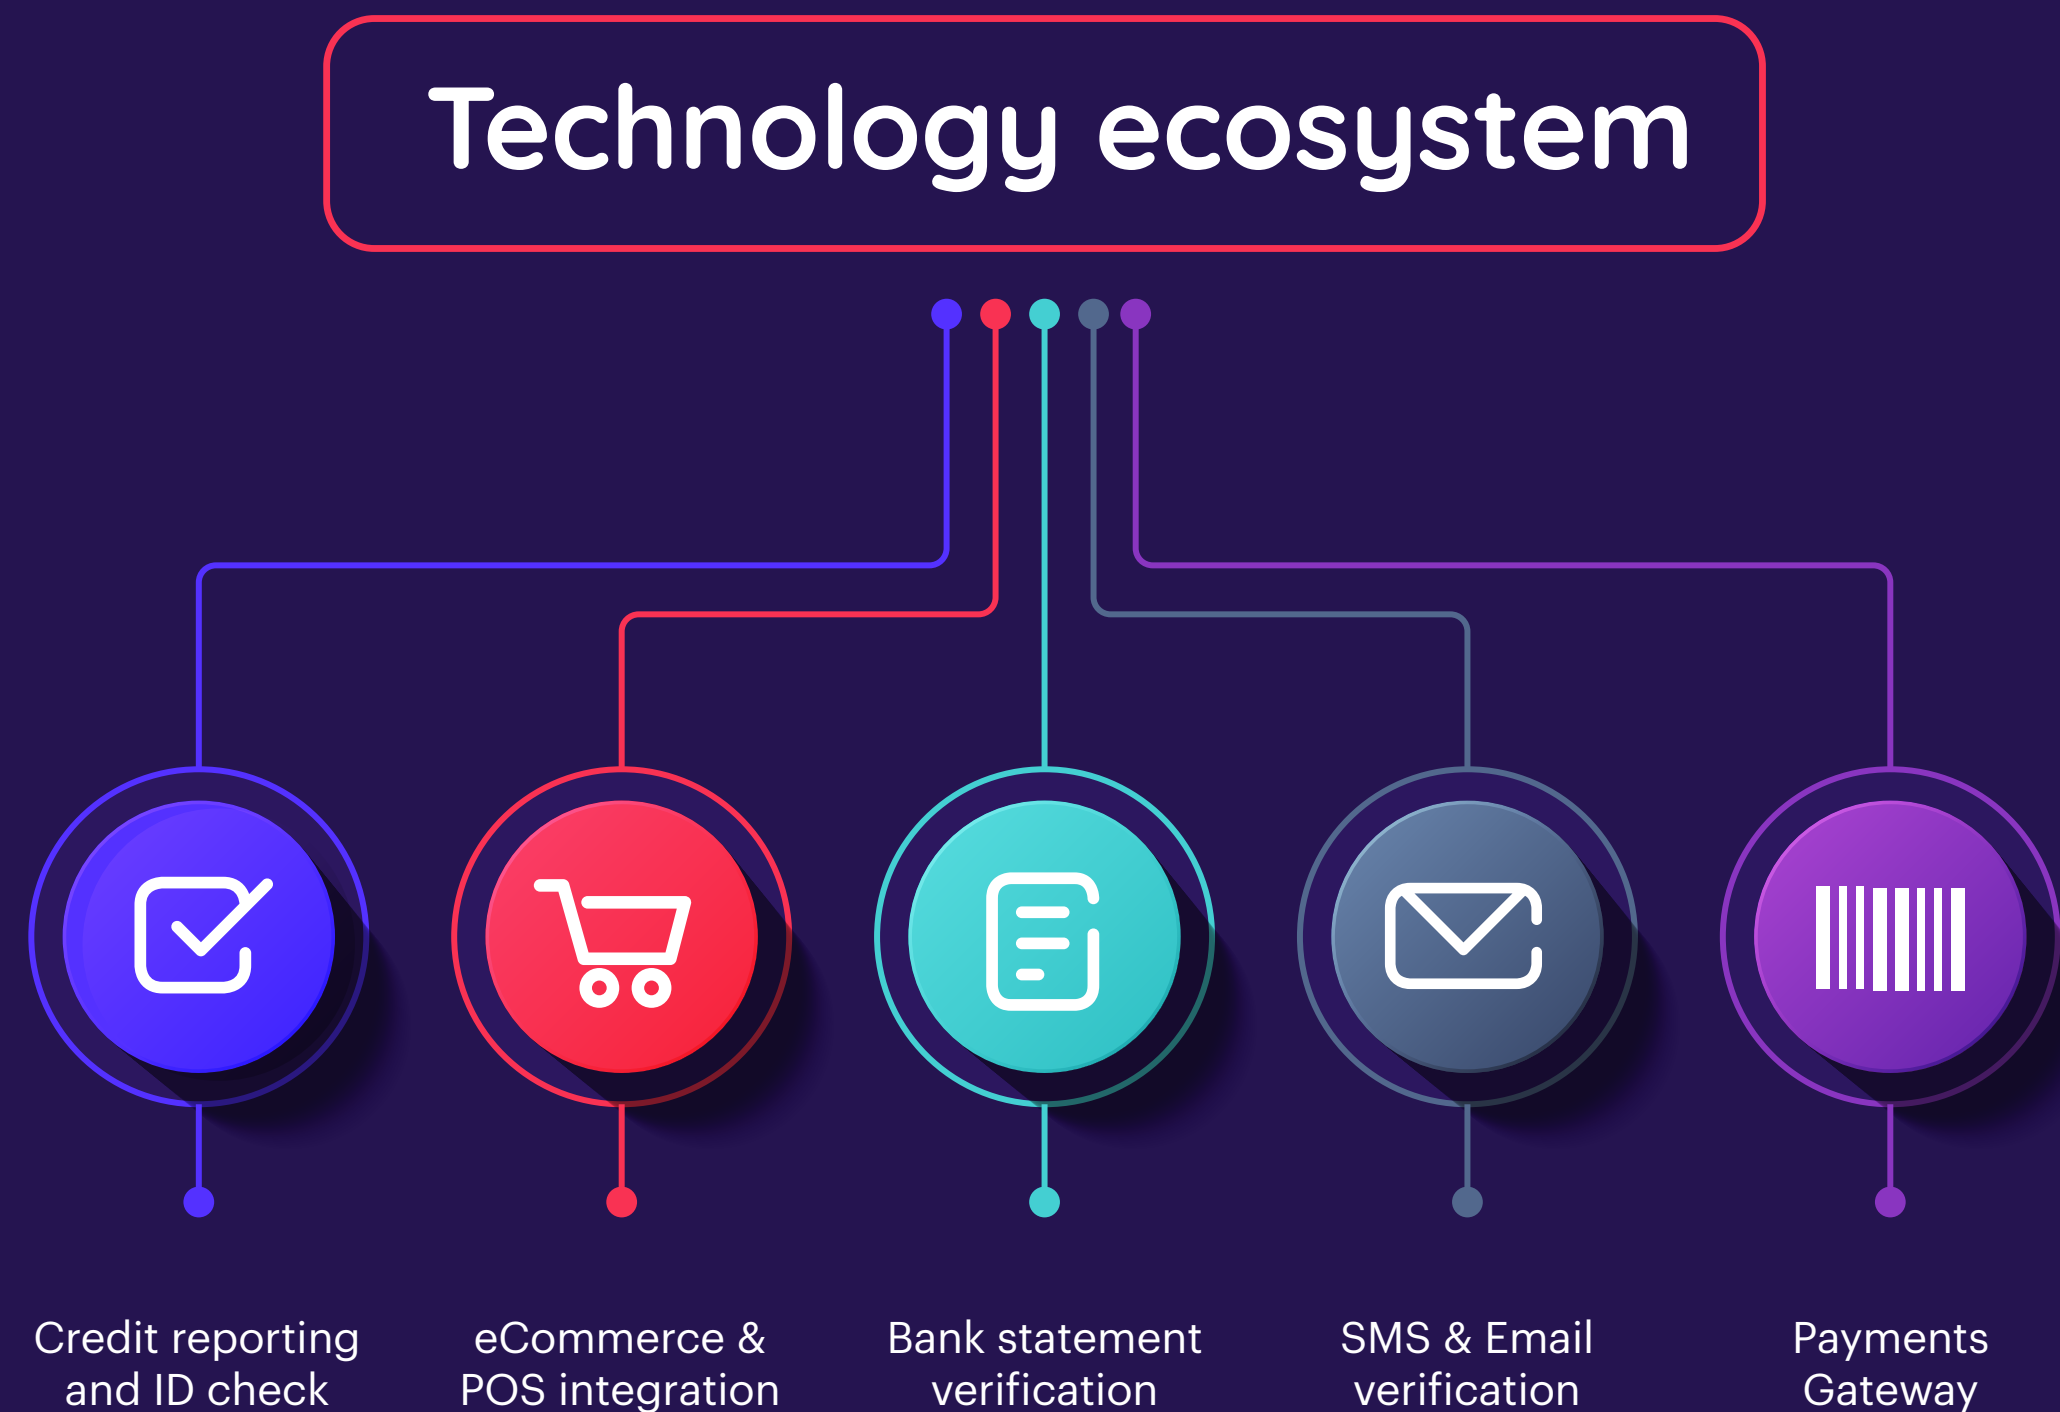 Technology ecosystem
Credit reporting
and ID check
eCommerce &
POS integration
Bank statement
verification
SMS & Email
verification
Payments
Gateway